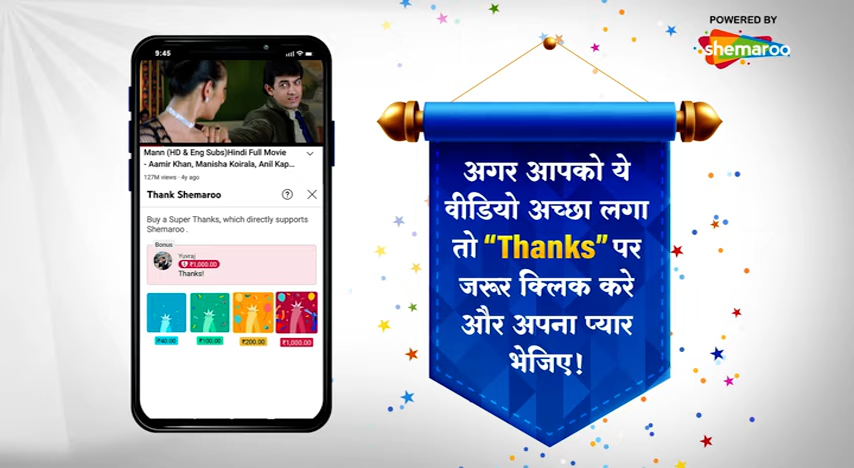 POWERED BY
shemaroo
9:45
Mann (HD & Eng Subs)Hindi Full Movie
- Aamir Khan, Manisha Koirala, Anil Kap...
127M views · 4y ago
Thank Shemaroo
Buy a Super Thanks, which directly supports
Shemaroo .
Bonus
Yuvraj
₹1,000.00
Thanks!
₹40.00 ₹100.00 ₹200.00 ₹1,000.00
अगर आपको ये
वीडियो अच्छा लगा
तो “Thanks” पर
जरूर क्लिक करे
और अपना प्यार
भेजिए!